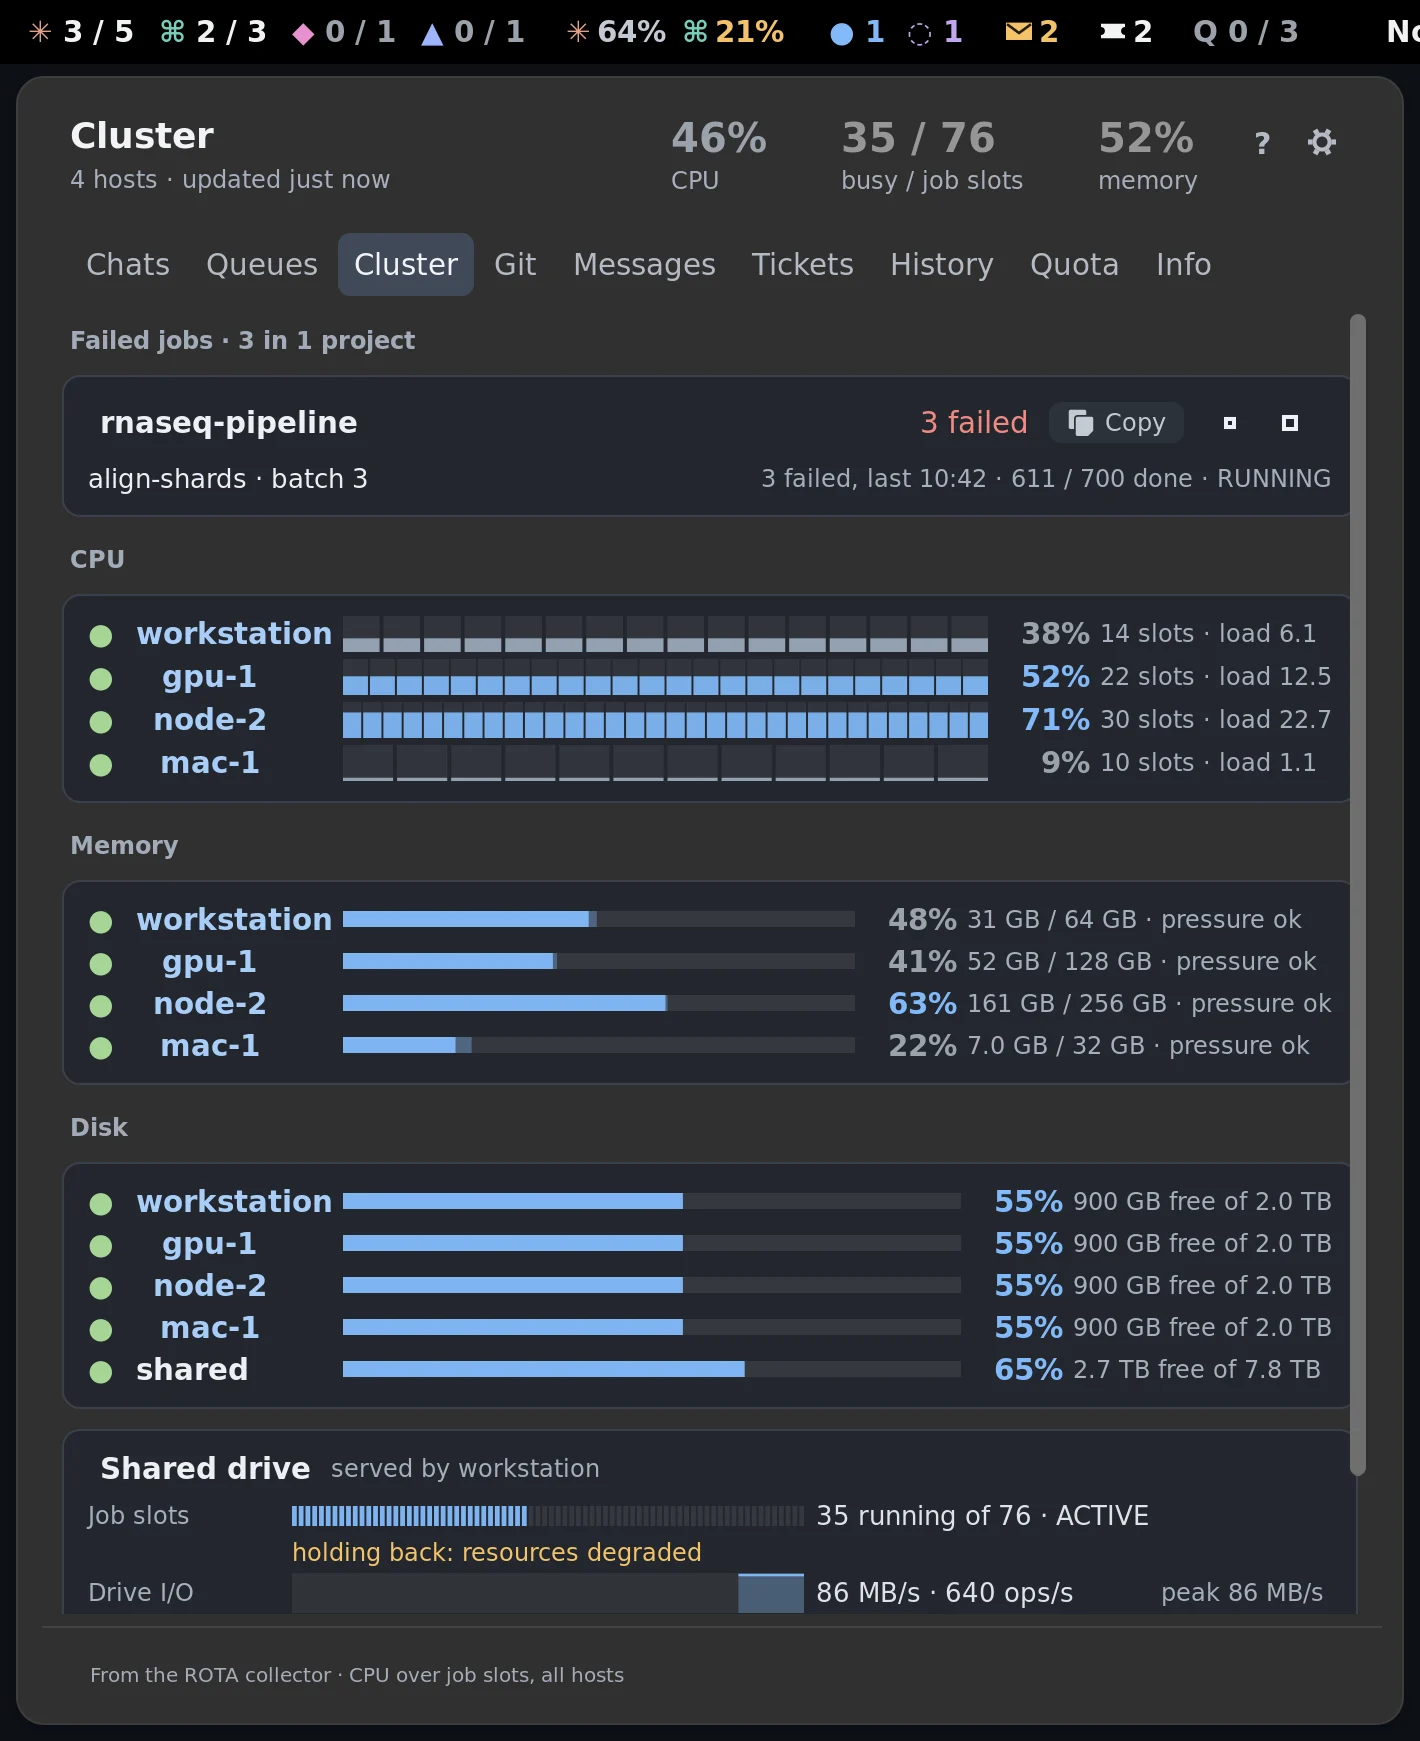 3 / 5 ⌘ 2 / 3 0 / 1 0 / 1 64% ⌘ 21% 1 1 2 2 Q 0 / 3
Cluster
4 hosts · updated just now
46%
CPU
35 / 76
busy / job slots
52%
memory
?
Chats Queues Cluster Git Messages Tickets History Quota Info
Failed jobs · 3 in 1 project
rnaseq-pipeline 3 failed Copy
align-shards · batch 3 3 failed, last 10:42 · 611 / 700 done · RUNNING
CPU
workstation 38% 14 slots · load 6.1
gpu-1 52% 22 slots · load 12.5
node-2 71% 30 slots · load 22.7
mac-1 9% 10 slots · load 1.1
Memory
workstation 48% 31 GB / 64 GB · pressure ok
gpu-1 41% 52 GB / 128 GB · pressure ok
node-2 63% 161 GB / 256 GB · pressure ok
mac-1 22% 7.0 GB / 32 GB · pressure ok
Disk
workstation 55% 900 GB free of 2.0 TB
gpu-1 55% 900 GB free of 2.0 TB
node-2 55% 900 GB free of 2.0 TB
mac-1 55% 900 GB free of 2.0 TB
shared 65% 2.7 TB free of 7.8 TB
Shared drive served by workstation
Job slots 35 running of 76 · ACTIVE
holding back: resources degraded
Drive I/O 86 MB/s · 640 ops/s peak 86 MB/s
From the ROTA collector · CPU over job slots, all hosts